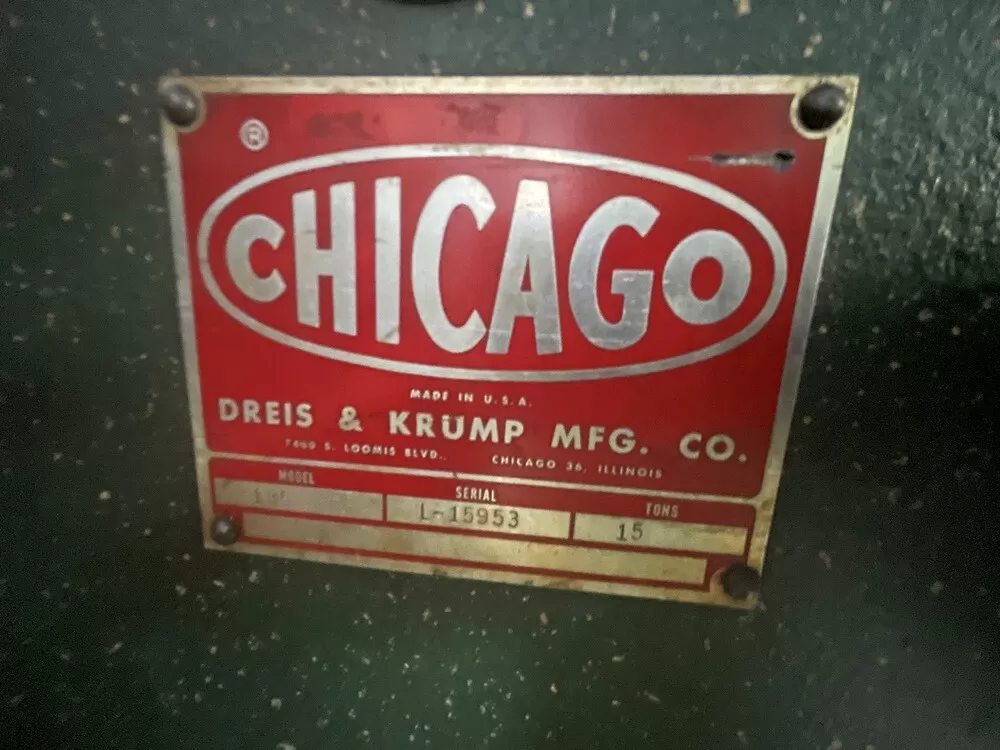 ®
CHICAGO
MADE IN U.S.A.
DREIS & KRUMP MFG. CO.
7400 S. LOOMIS BLVD., CHICAGO 36, ILLINOIS
MODEL SERIAL TONS
L-15953 15